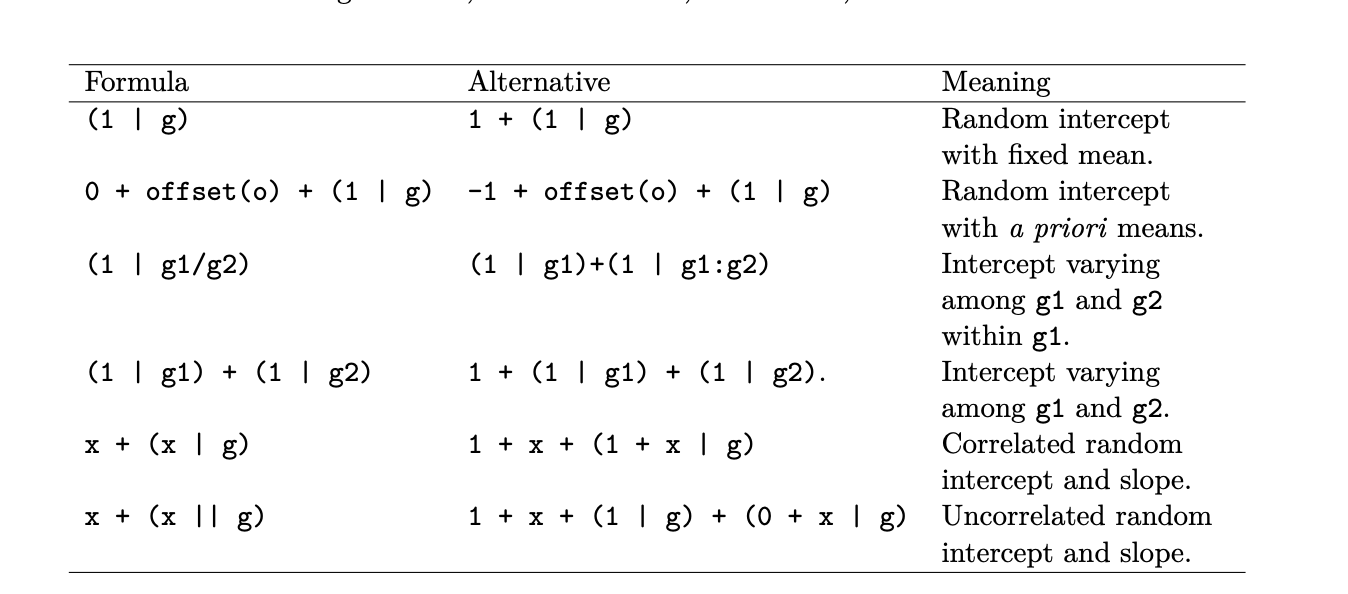 Formula Alternative Meaning
(1 | g) 1 + (1 | g) Random intercept
with fixed mean.
0 + offset(o) + (1 | g) -1 + offset(o) + (1 | g) Random intercept
with a priori means.
(1 | g1/g2) (1 | g1)+(1 | g1:g2) Intercept varying
among g1 and g2
within g1.
(1 | g1) + (1 | g2) 1 + (1 | g1) + (1 | g2). Intercept varying
among g1 and g2.
x + (x | g) 1 + x + (1 + x | g) Correlated random
intercept and slope.
x + (x || g) 1 + x + (1 | g) + (0 + x | g) Uncorrelated random
intercept and slope.